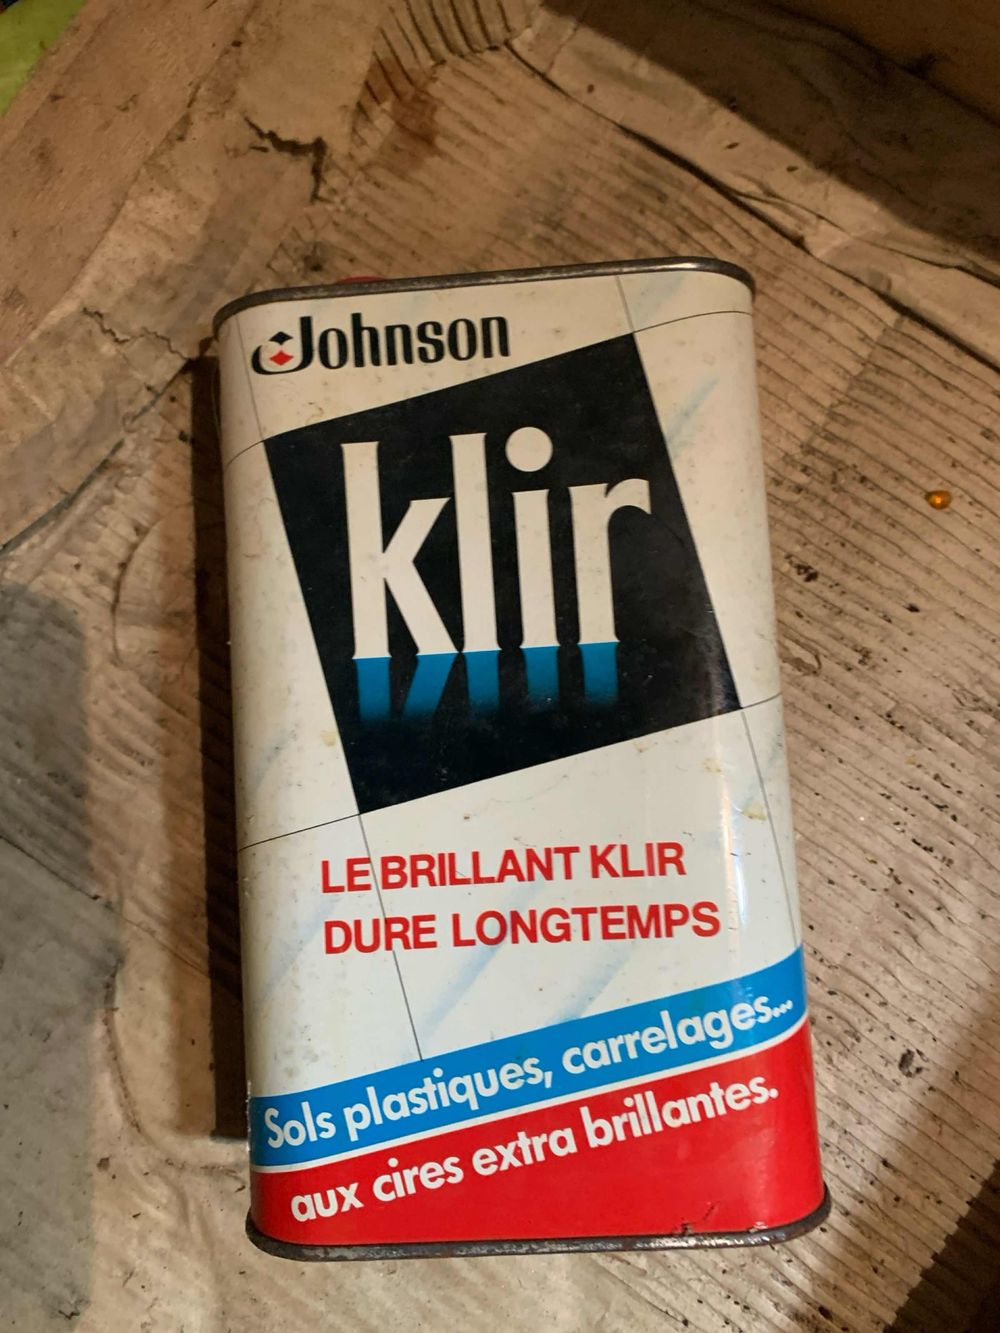 Johnson
klir
LE BRILLANT KLIR
DURE LONGTEMPS
Sols plastiques, carrelages...
aux cires extra brillantes.